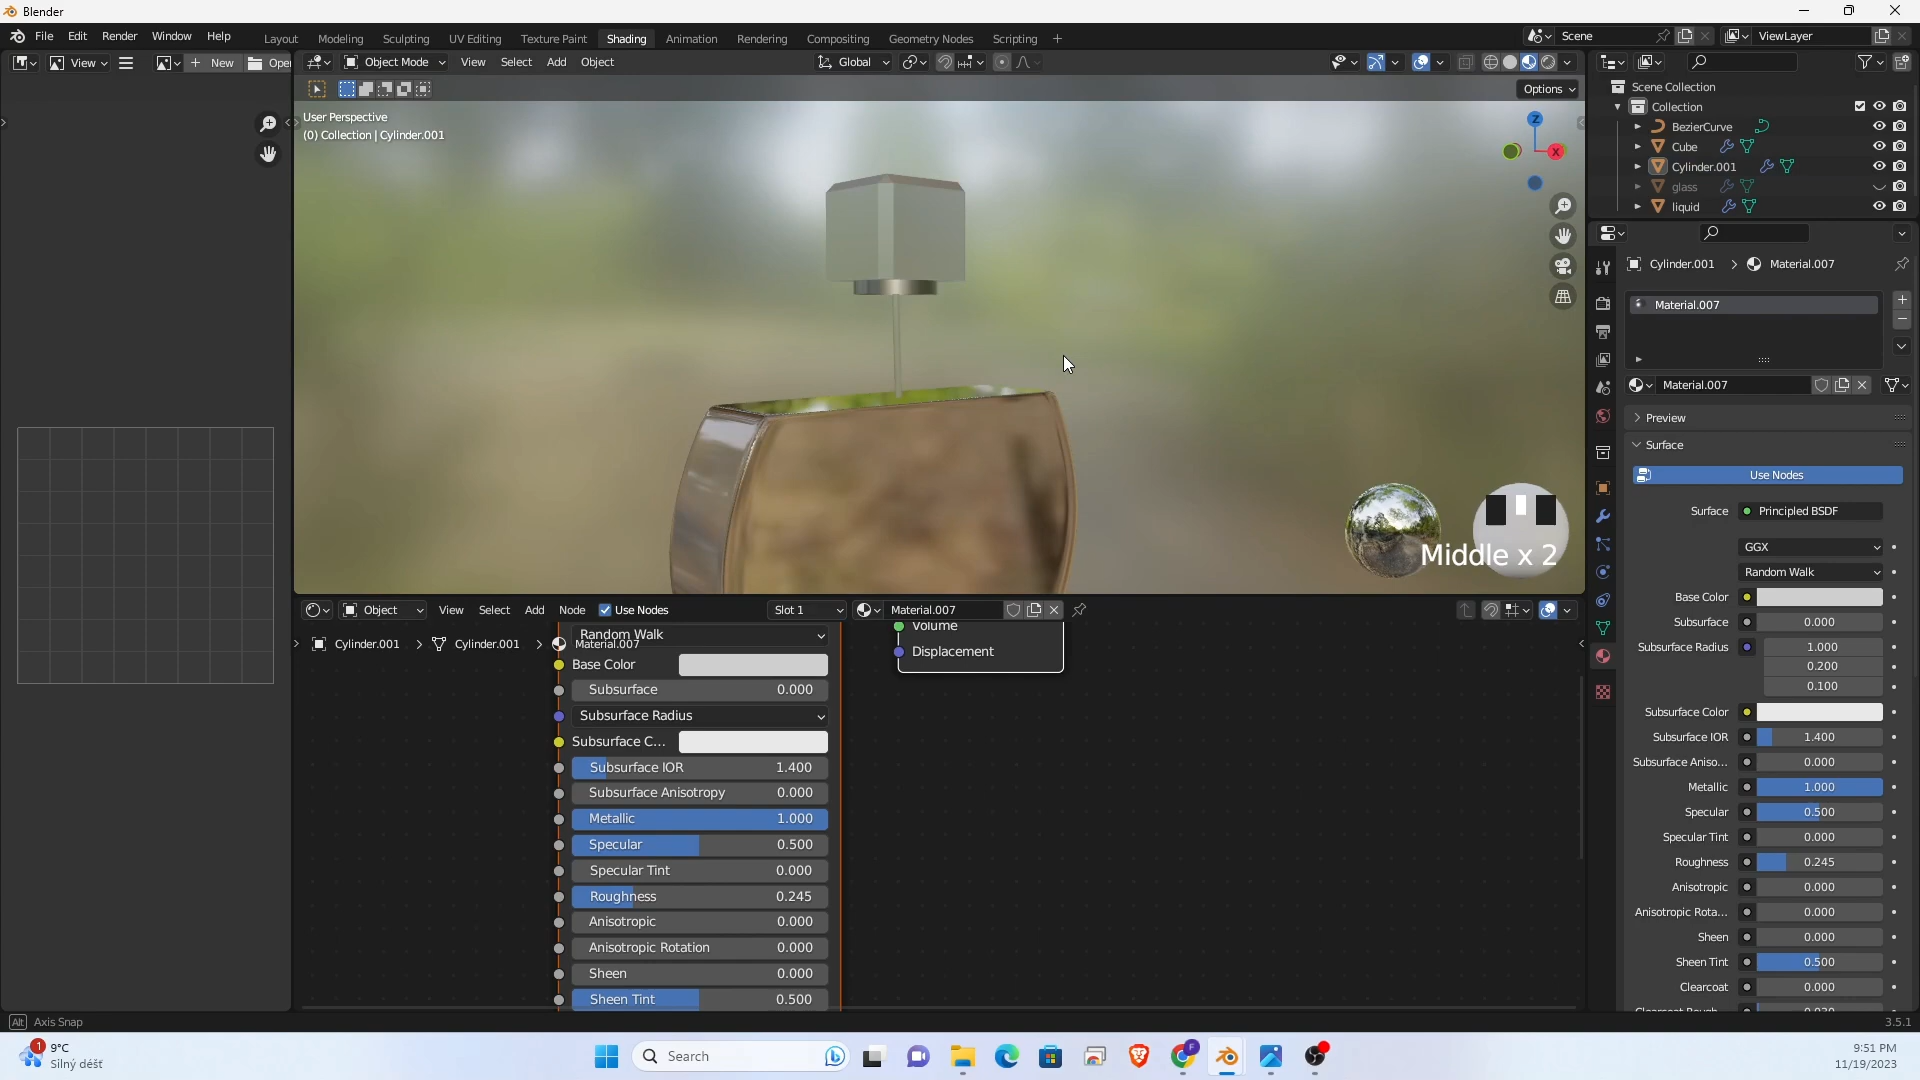 Blender
File Edit Render Window Help
Layout Modeling Sculpting UV Editing Texture Paint Shading Animation Rendering Compositing Geometry Nodes Scripting +
Scene ViewLayer
View New Open
Object Mode View Select Add Object Global
Options
User Perspective
(0) Collection | Cylinder.001
Z
X
Middle x 2
Scene Collection
Collection
BezierCurve
Cube
Cylinder.001
glass
liquid
Cylinder.001 > Material.007
Material.007
Material.007
Preview
Surface
Use Nodes
Surface Principled BSDF
GGX
Random Walk
Base Color
Subsurface 0.000
Subsurface Radius 1.000
0.200
0.100
Subsurface Color
Subsurface IOR 1.400
Subsurface Aniso... 0.000
Metallic 1.000
Specular 0.500
Specular Tint 0.000
Roughness 0.245
Anisotropic 0.000
Anisotropic Rota... 0.000
Sheen 0.000
Sheen Tint 0.500
Clearcoat 0.000
Object View Select Add Node Use Nodes Slot 1 Material.007
Cylinder.001 > Cylinder.001 > Material.007
Random Walk
Base Color
Subsurface 0.000
Subsurface Radius
Subsurface C...
Subsurface IOR 1.400
Subsurface Anisotropy 0.000
Metallic 1.000
Specular 0.500
Specular Tint 0.000
Roughness 0.245
Anisotropic 0.000
Anisotropic Rotation 0.000
Sheen 0.000
Sheen Tint 0.500
Volume
Displacement
Alt Axis Snap
3.5.1
1
9°C
Silný déšť
Search
F
9:51 PM
11/19/2023